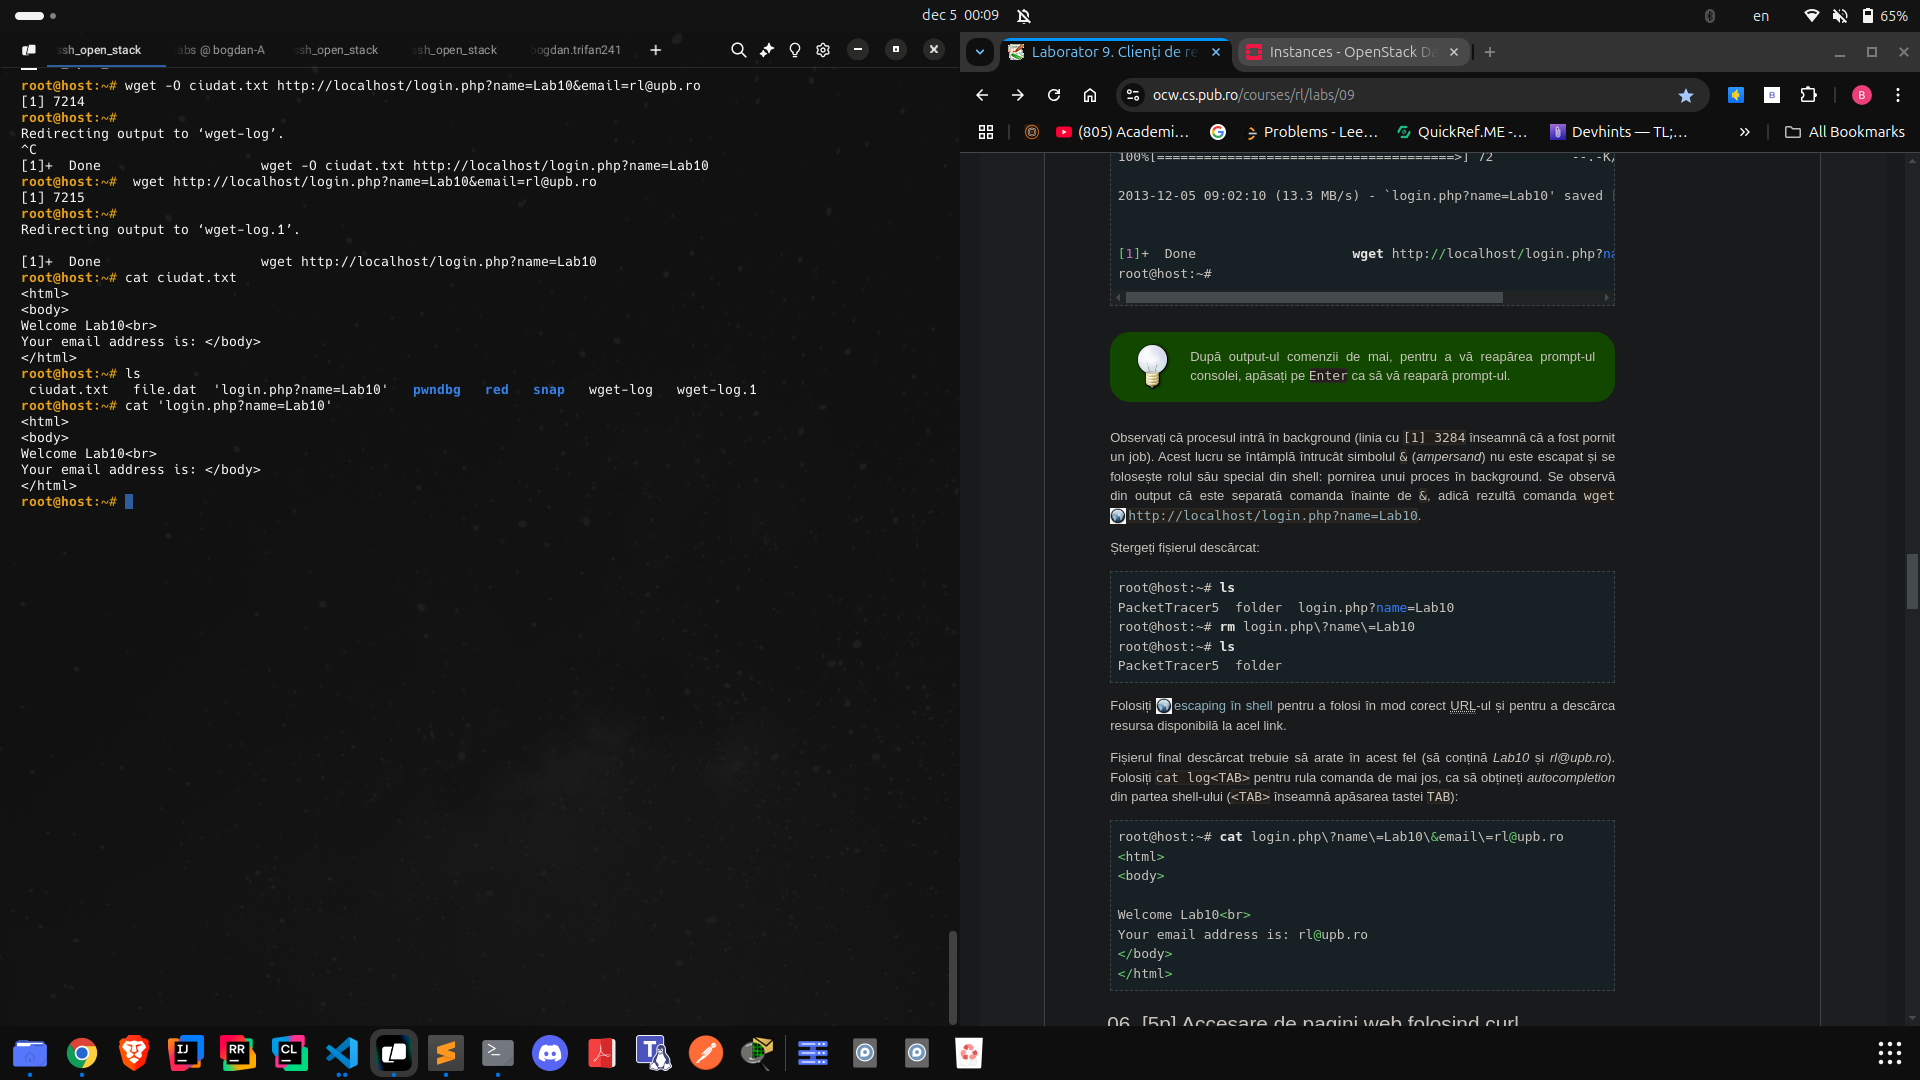 dec 5 00:09
en
65%
ssh_open_stack
abs @ bogdan-A
ssh_open_stack
ssh_open_stack
bogdan.trifan241
root@host:~# wget -O ciudat.txt http://localhost/login.php?name=Lab10&email=rl@upb.ro
[1] 7214
root@host:~#
Redirecting output to ‘wget-log’.
^C
[1]+  Done                    wget -O ciudat.txt http://localhost/login.php?name=Lab10
root@host:~#  wget http://localhost/login.php?name=Lab10&email=rl@upb.ro
[1] 7215
root@host:~#
Redirecting output to ‘wget-log.1’.
[1]+  Done                    wget http://localhost/login.php?name=Lab10
root@host:~# cat ciudat.txt
<html>
<body>
Welcome Lab10<br>
Your email address is: </body>
</html>
root@host:~# ls
ciudat.txt   file.dat  'login.php?name=Lab10'   pwndbg   red   snap   wget-log   wget-log.1
root@host:~# cat 'login.php?name=Lab10'
<html>
<body>
Welcome Lab10<br>
Your email address is: </body>
</html>
root@host:~#
Laborator 9. Clienți de re
Instances - OpenStack Da
ocw.cs.pub.ro/courses/rl/labs/09
B
B
(805) Academi...
Problems - Lee...
QuickRef.ME -...
Devhints — TL;...
All Bookmarks
100%[=====================================>] 72          --.-K/
2013-12-05 09:02:10 (13.3 MB/s) - `login.php?name=Lab10' saved [
[1]+  Done                    wget http://localhost/login.php?na
root@host:~#
După output-ul comenzii de mai, pentru a vă reapărea prompt-ul
consolei, apăsați pe Enter ca să vă reapară prompt-ul.
Observați că procesul intră în background (linia cu [1] 3284 înseamnă că a fost pornit
un job). Acest lucru se întâmplă întrucât simbolul & (ampersand) nu este escapat și se
folosește rolul său special din shell: pornirea unui proces în background. Se observă
din output că este separată comanda înainte de &, adică rezultă comanda wget
http://localhost/login.php?name=Lab10.
Ștergeți fișierul descărcat:
root@host:~# ls
PacketTracer5  folder  login.php?name=Lab10
root@host:~# rm login.php\?name\=Lab10
root@host:~# ls
PacketTracer5  folder
Folosiți escaping în shell pentru a folosi în mod corect URL-ul și pentru a descărca
resursa disponibilă la acel link.
Fișierul final descărcat trebuie să arate în acest fel (să conțină Lab10 și rl@upb.ro).
Folosiți cat log<TAB> pentru rula comanda de mai jos, ca să obțineți autocompletion
din partea shell-ului (<TAB> înseamnă apăsarea tastei TAB):
root@host:~# cat login.php\?name\=Lab10\&email\=rl@upb.ro
<html>
<body>
Welcome Lab10<br>
Your email address is: rl@upb.ro
</body>
</html>
06. [5p] Accesare de pagini web folosind curl
IJ
RR
CL
T